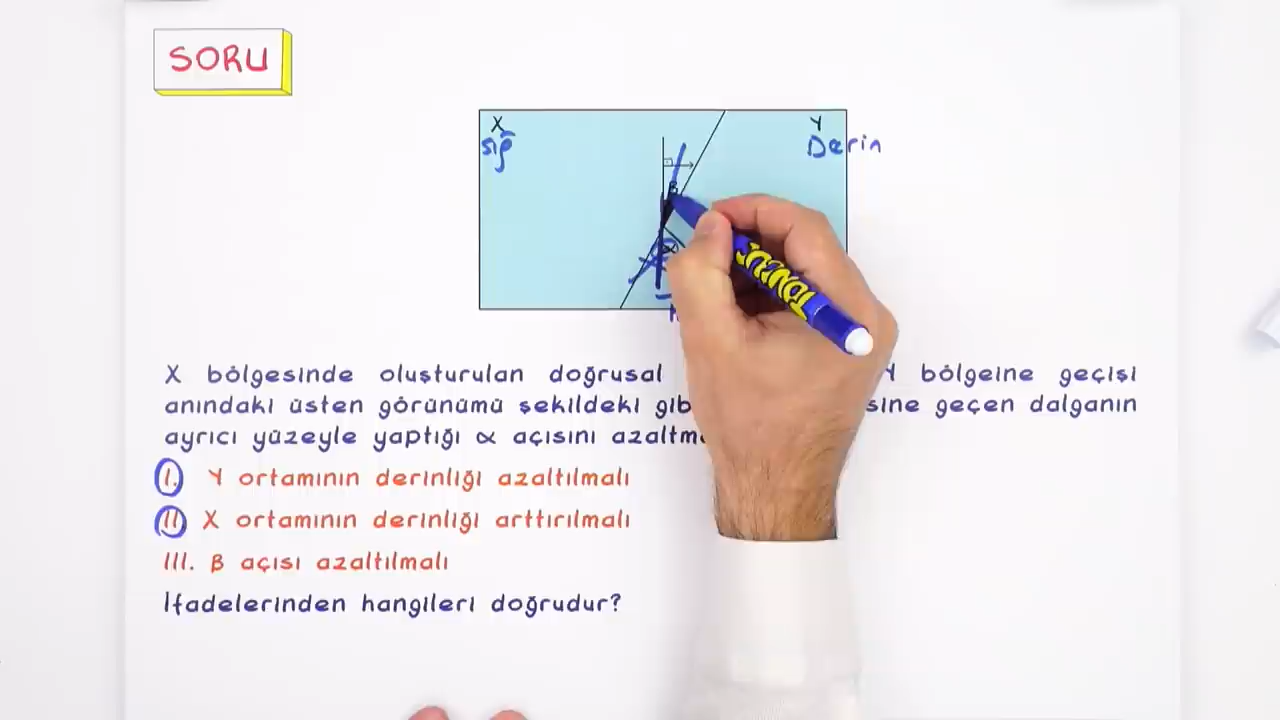 SORU
X Y
sığ Derin
β
α
X bölgesinde oluşturulan doğrusal Y bölgeine geçişi
anındaki üsten görünümü şekildeki gib sine geçen dalganın
ayrıcı yüzeyle yaptığı α açısını azaltm
I. Y ortamının derinliği azaltılmalı
II. X ortamının derinliği arttırılmalı
III. β açısı azaltılmalı
İfadelerinden hangileri doğrudur?